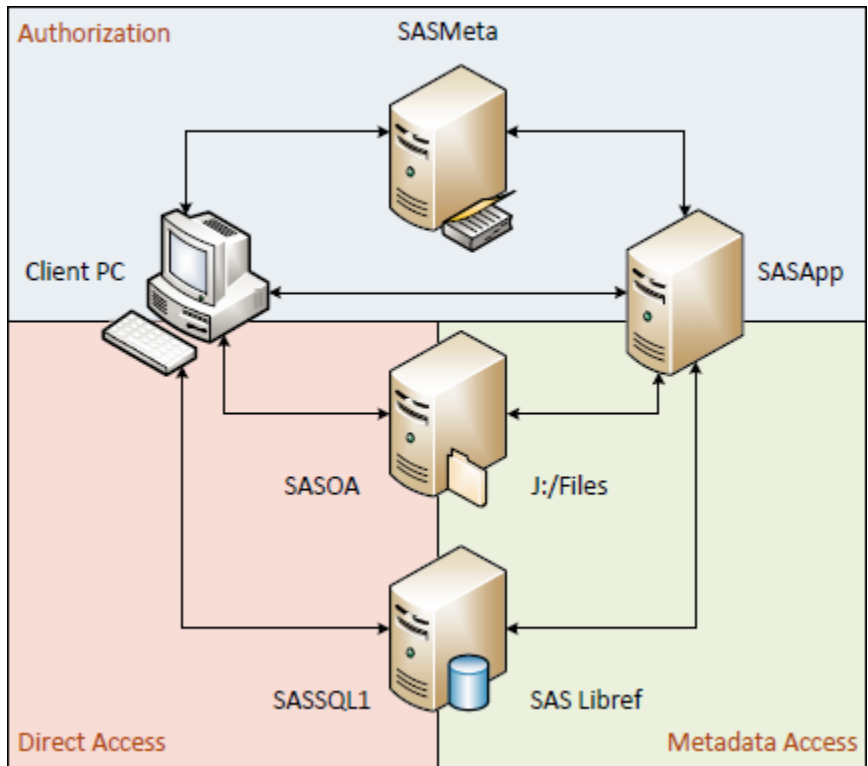 Authorization
SASMeta
Client PC
SASApp
SASOA
J:/Files
SASSQL1
SAS Libref
Direct Access
Metadata Access